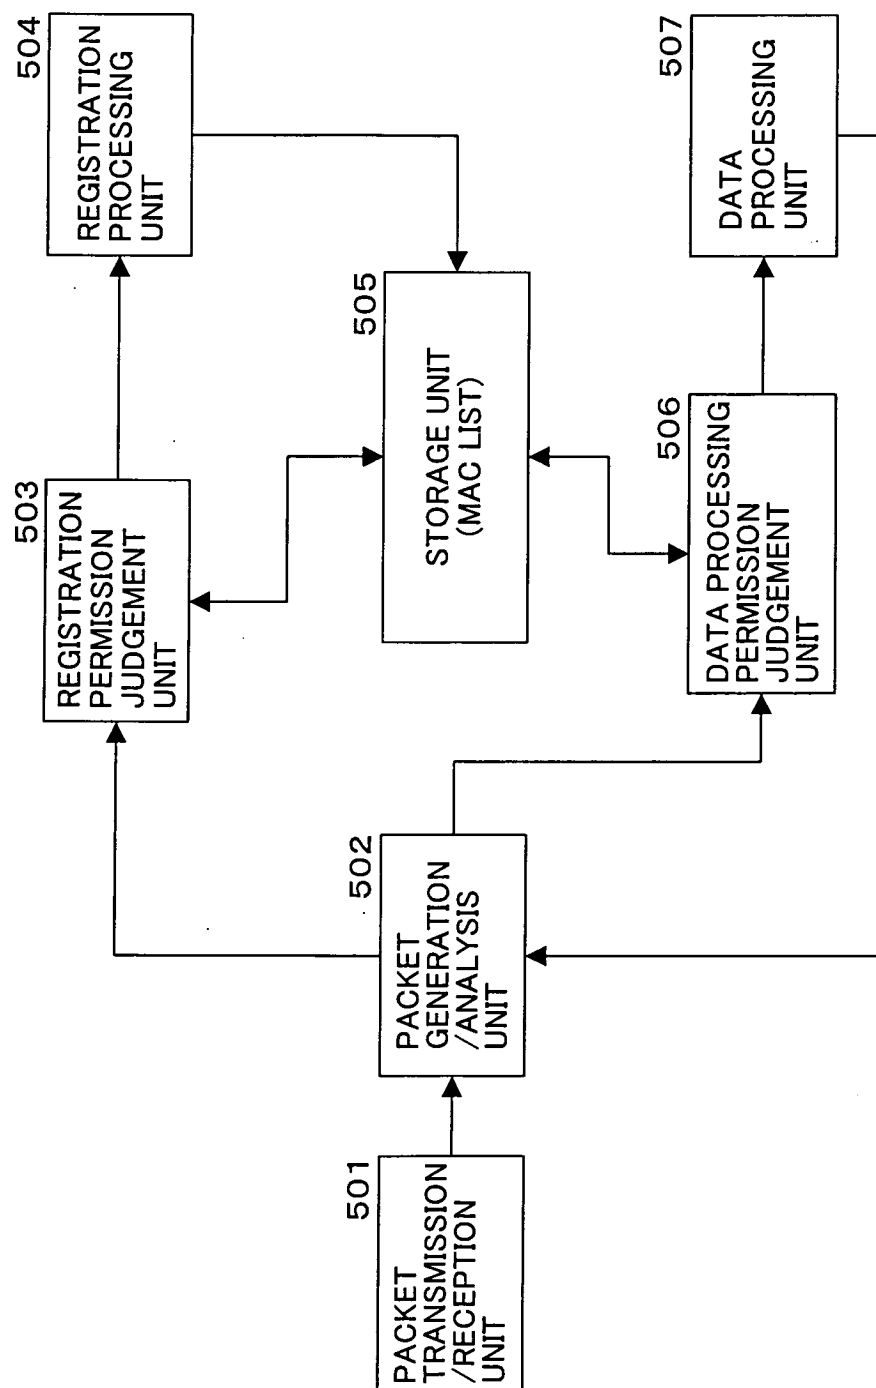 501
PACKET
TRANSMISSION
/RECEPTION
UNIT
502
PACKET
GENERATION
/ANALYSIS
UNIT
503
REGISTRATION
PERMISSION
JUDGEMENT
UNIT
504
REGISTRATION
PROCESSING
UNIT
505
STORAGE UNIT
(MAC LIST)
506
DATA PROCESSING
PERMISSION
JUDGEMENT
UNIT
507
DATA
PROCESSING
UNIT